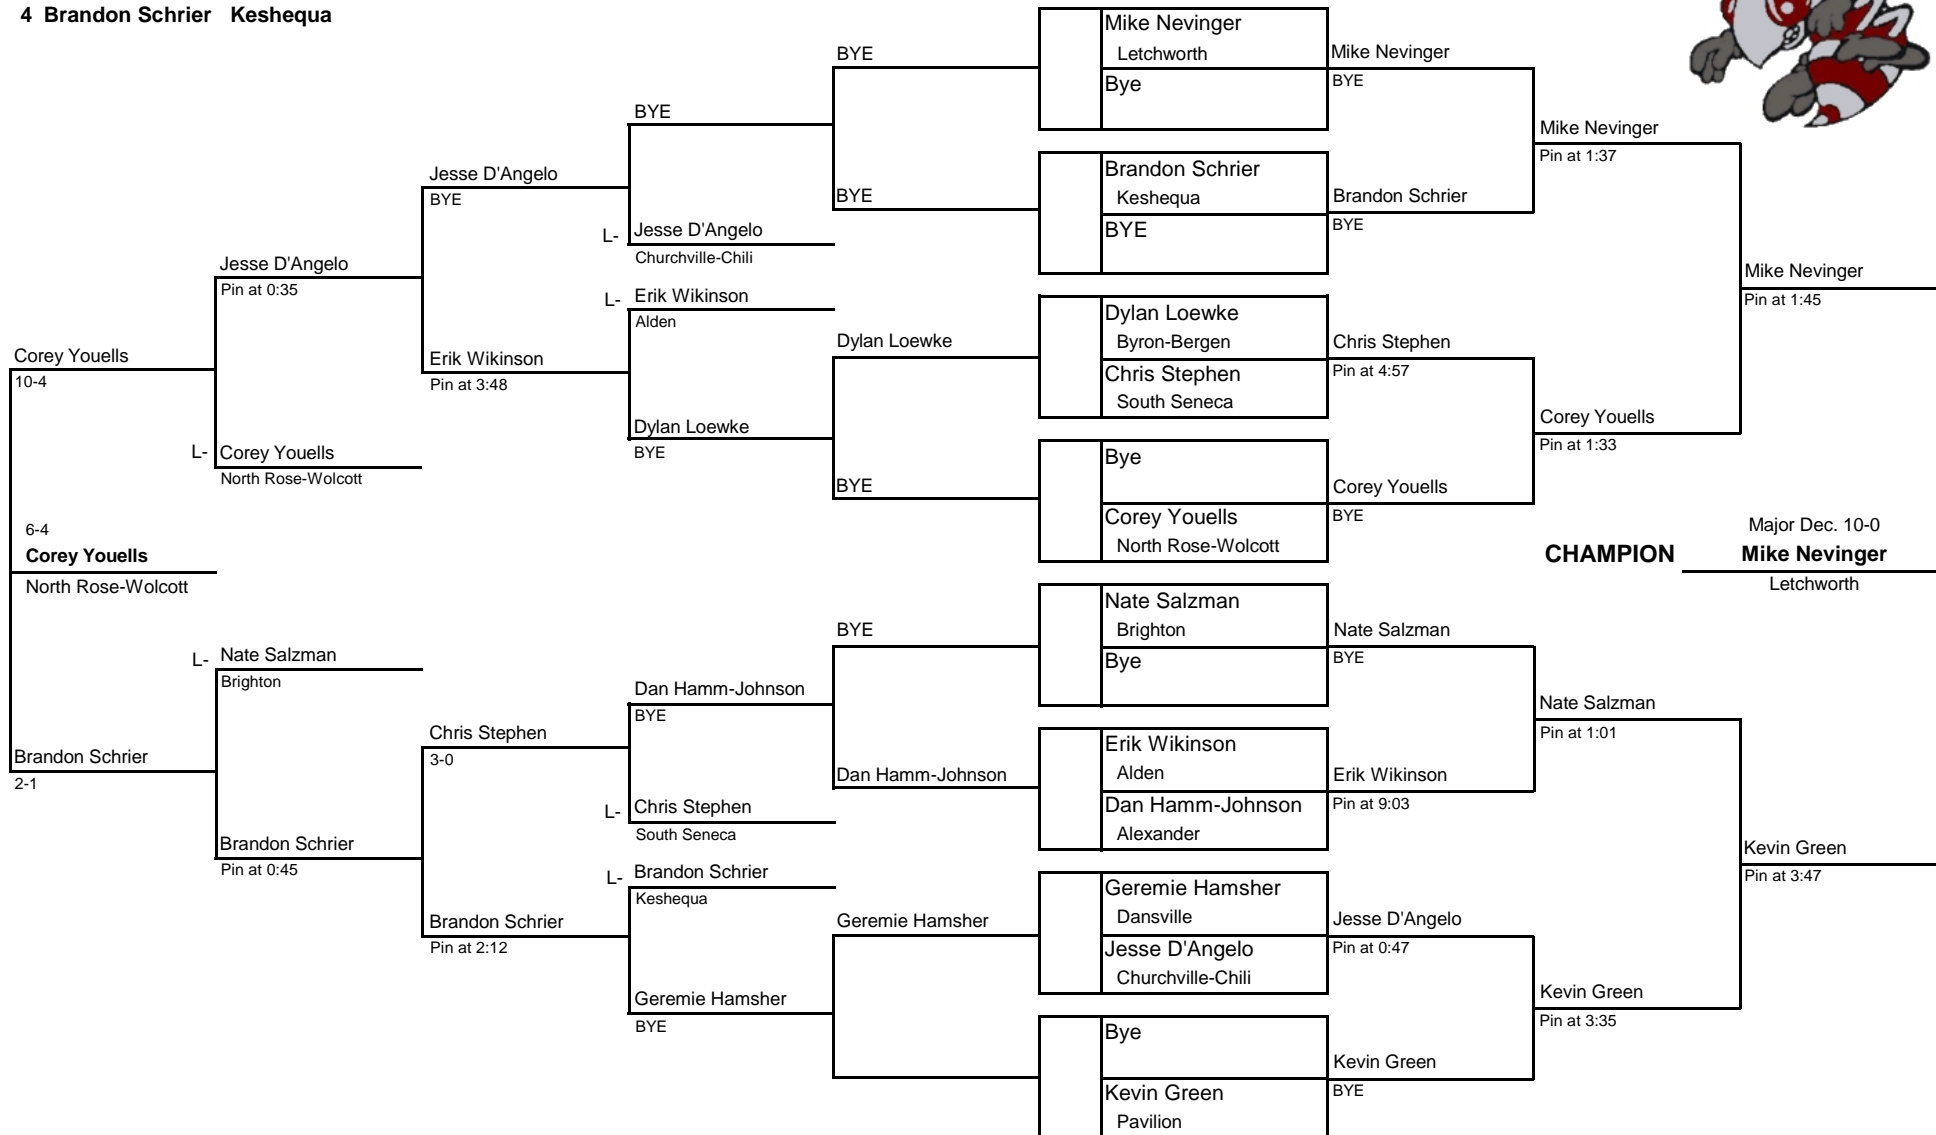 4 Brandon Schrier Keshequa
Corey Youells
10-4
6-4
Corey Youells
North Rose-Wolcott
Brandon Schrier
2-1
Jesse D'Angelo
Pin at 0:35
L- Corey Youells
North Rose-Wolcott
L- Nate Salzman
Brighton
Brandon Schrier
Pin at 0:45
Jesse D'Angelo
BYE
Erik Wikinson
Pin at 3:48
Chris Stephen
3-0
Brandon Schrier
Pin at 2:12
BYE
L- Jesse D'Angelo
Churchville-Chili
L- Erik Wikinson
Alden
Dylan Loewke
BYE
Dan Hamm-Johnson
BYE
L- Chris Stephen
South Seneca
L- Brandon Schrier
Keshequa
Geremie Hamsher
BYE
BYE
BYE
Dylan Loewke
BYE
BYE
Dan Hamm-Johnson
Geremie Hamsher
Mike Nevinger
Letchworth
Bye
Brandon Schrier
Keshequa
BYE
Dylan Loewke
Byron-Bergen
Chris Stephen
South Seneca
Bye
Corey Youells
North Rose-Wolcott
Nate Salzman
Brighton
Bye
Erik Wikinson
Alden
Dan Hamm-Johnson
Alexander
Geremie Hamsher
Dansville
Jesse D'Angelo
Churchville-Chili
Bye
Kevin Green
Pavilion
Mike Nevinger
BYE
Brandon Schrier
BYE
Chris Stephen
Pin at 4:57
Corey Youells
BYE
Nate Salzman
BYE
Erik Wikinson
Pin at 9:03
Jesse D'Angelo
Pin at 0:47
Kevin Green
BYE
Mike Nevinger
Pin at 1:37
Corey Youells
Pin at 1:33
Nate Salzman
Pin at 1:01
Kevin Green
Pin at 3:35
Mike Nevinger
Pin at 1:45
Major Dec. 10-0
CHAMPION Mike Nevinger
Letchworth
Kevin Green
Pin at 3:47